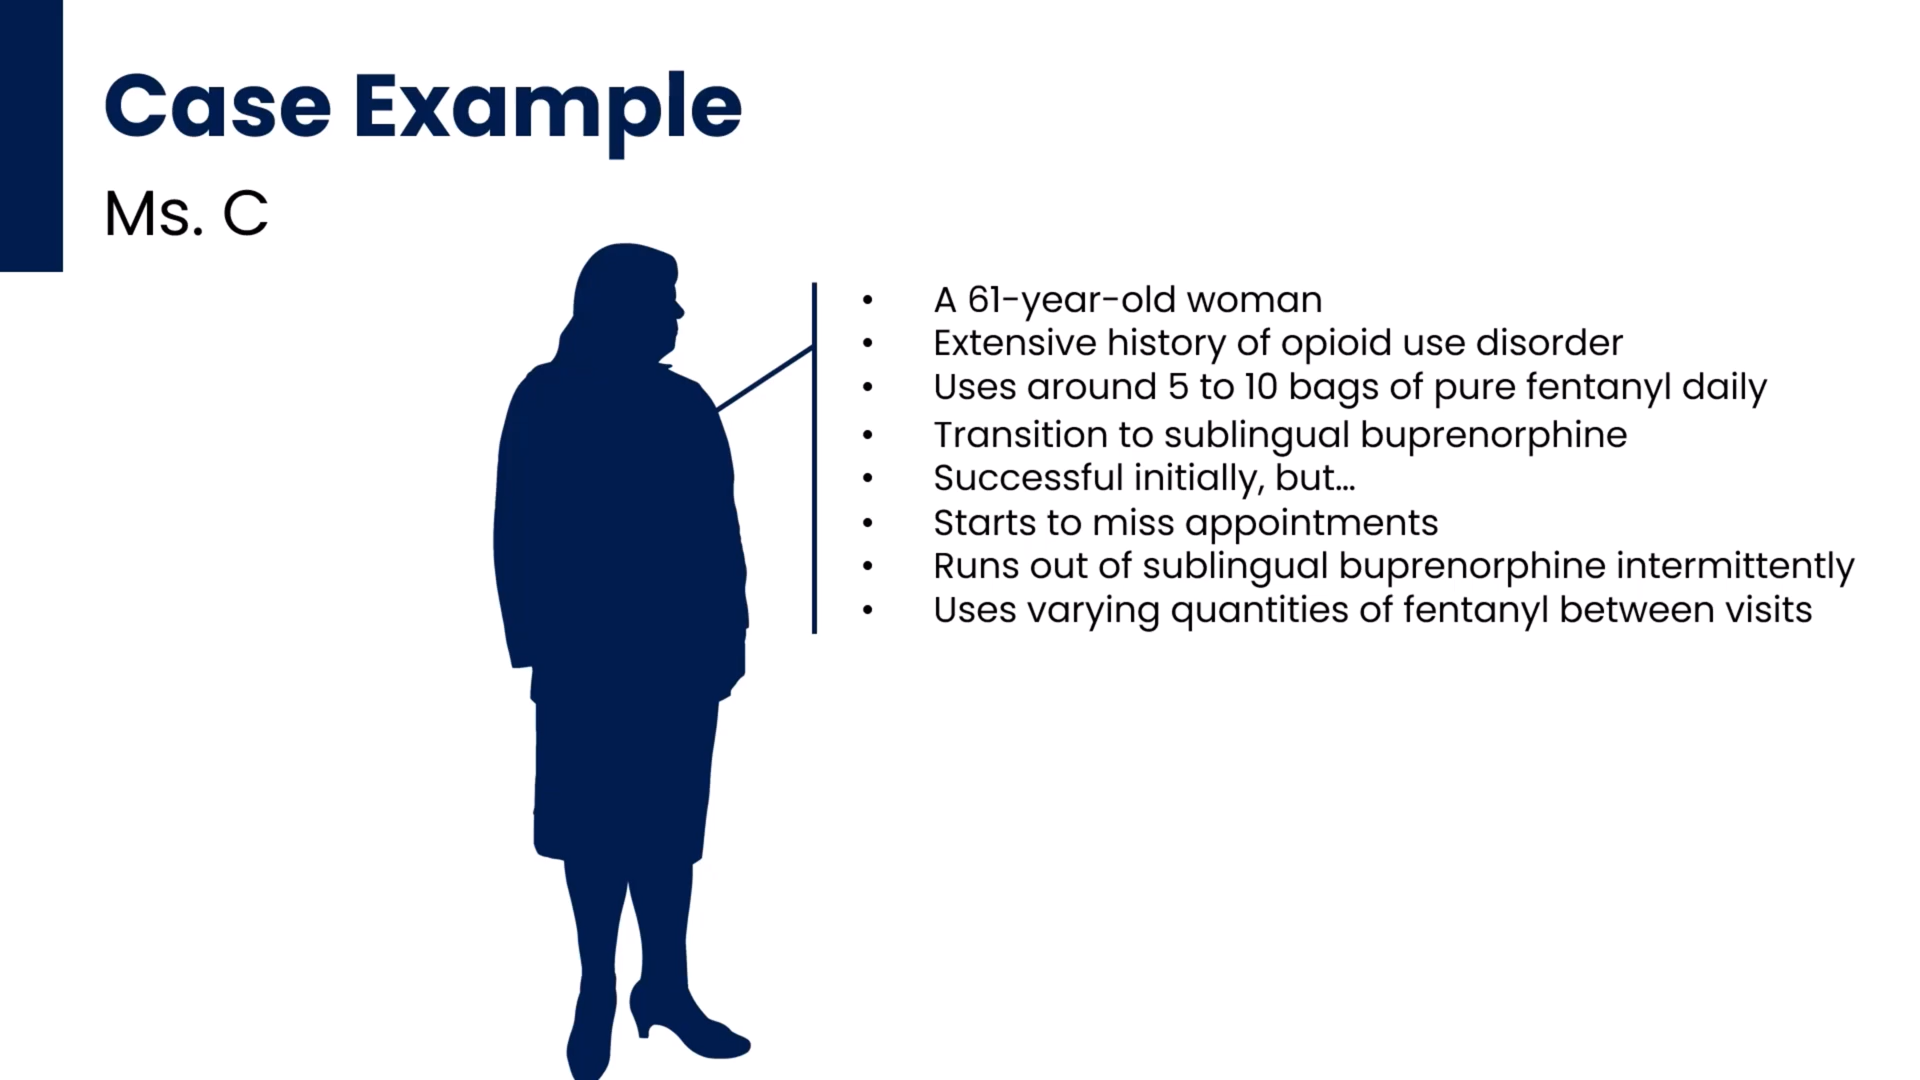 Case Example
Ms. C
• A 61-year-old woman
• Extensive history of opioid use disorder
• Uses around 5 to 10 bags of pure fentanyl daily
• Transition to sublingual buprenorphine
• Successful initially, but...
• Starts to miss appointments
• Runs out of sublingual buprenorphine intermittently
• Uses varying quantities of fentanyl between visits